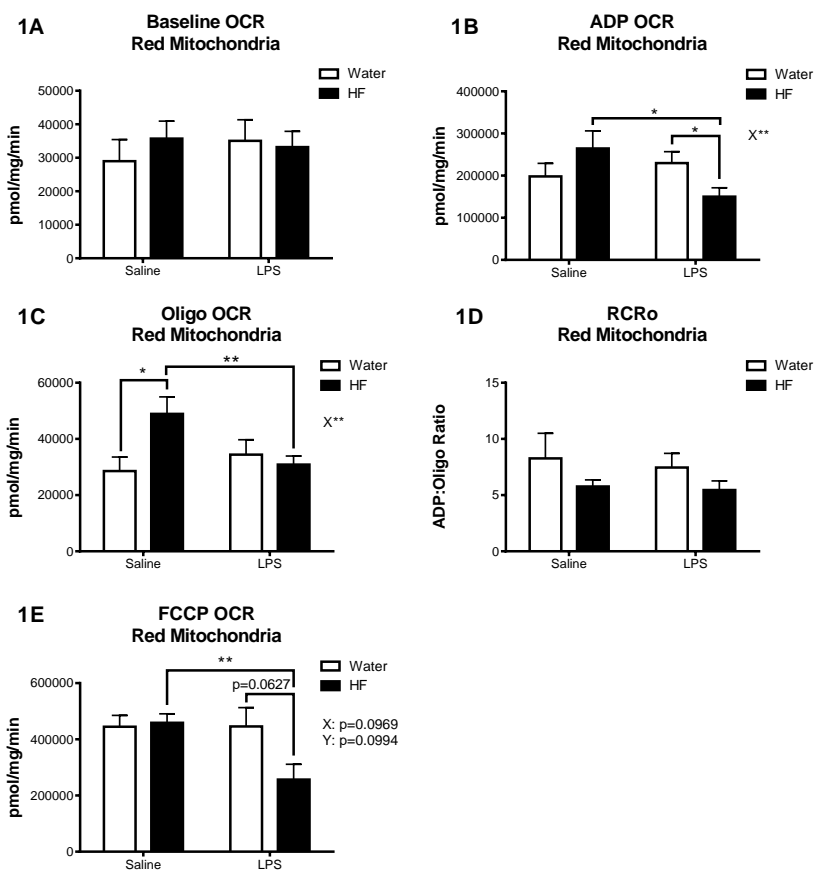 1A
Baseline OCR
Red Mitochondria
Water
HF
pmol/mg/min
50000
40000
30000
20000
10000
0
Saline
LPS
1B
ADP OCR
Red Mitochondria
Water
HF
pmol/mg/min
400000
300000
200000
100000
0
*
*
X**
Saline
LPS
1C
Oligo OCR
Red Mitochondria
Water
HF
pmol/mg/min
60000
40000
20000
0
*
**
X**
Saline
LPS
1D
RCRo
Red Mitochondria
Water
HF
ADP:Oligo Ratio
15
10
5
0
Saline
LPS
1E
FCCP OCR
Red Mitochondria
Water
HF
pmol/mg/min
600000
400000
200000
0
**
p=0.0627
X: p=0.0969
Y: p=0.0994
Saline
LPS